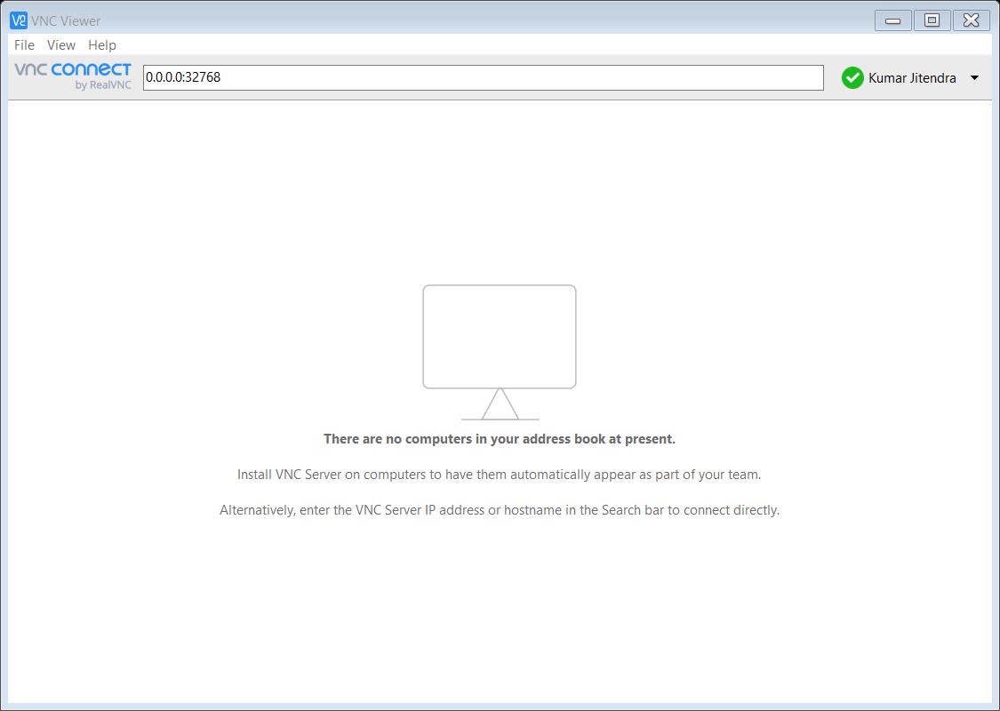 VNC Viewer
File View Help
vnc connect
by RealVNC
0.0.0.0:32768
Kumar Jitendra
There are no computers in your address book at present.
Install VNC Server on computers to have them automatically appear as part of your team.
Alternatively, enter the VNC Server IP address or hostname in the Search bar to connect directly.